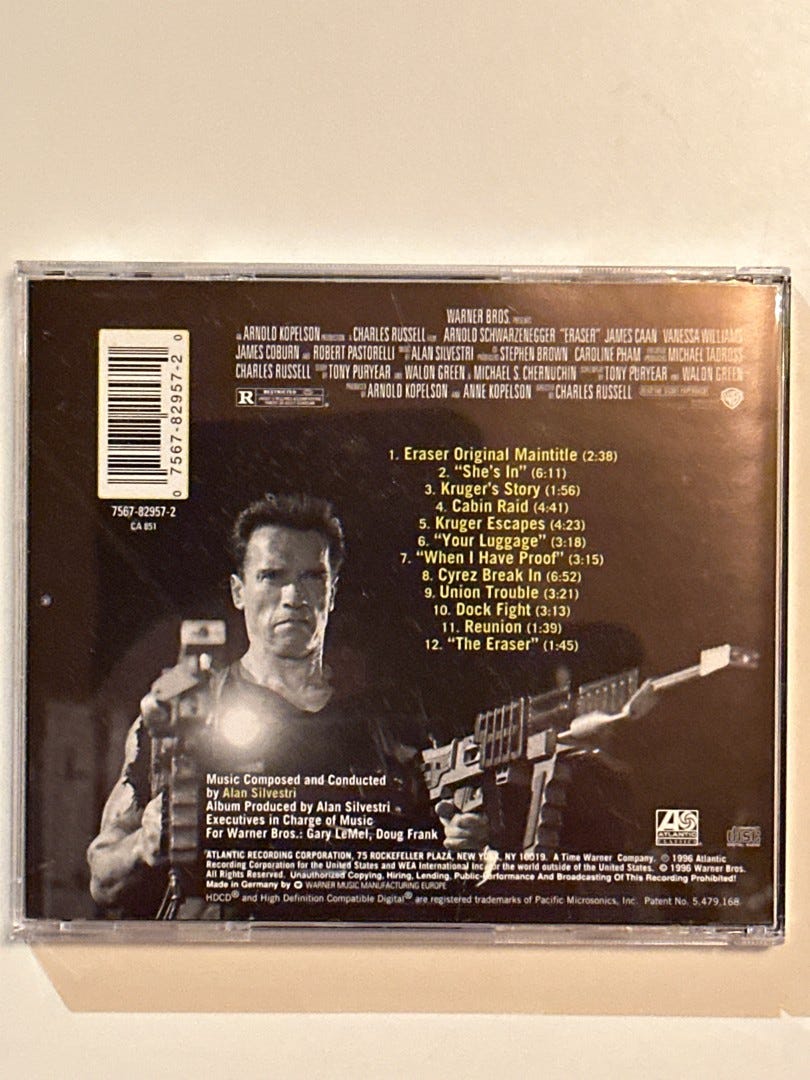 WARNER BROS. PRESENTS
AN ARNOLD KOPELSON PRODUCTION A CHARLES RUSSELL FILM ARNOLD SCHWARZENEGGER "ERASER" JAMES CAAN VANESSA WILLIAMS
JAMES COBURN AND ROBERT PASTORELLI MUSIC BY ALAN SILVESTRI STEPHEN BROWN CAROLINE PHAM MICHAEL TADROSS
CHARLES RUSSELL STORY BY TONY PURYEAR AND WALON GREEN & MICHAEL S. CHERNUCHIN SCREENPLAY BY TONY PURYEAR AND WALON GREEN
PRODUCED BY ARNOLD KOPELSON AND ANNE KOPELSON DIRECTED BY CHARLES RUSSELL
R RESTRICTED
WB
0 7567-82957-2 0
7567-82957-2
CA 851
1. Eraser Original Maintitle (2:38)
2. "She's In" (6:11)
3. Kruger's Story (1:56)
4. Cabin Raid (4:41)
5. Kruger Escapes (4:23)
6. "Your Luggage" (3:18)
7. "When I Have Proof" (3:15)
8. Cyrez Break In (6:52)
9. Union Trouble (3:21)
10. Dock Fight (3:13)
11. Reunion (1:39)
12. "The Eraser" (1:45)
Music Composed and Conducted
by Alan Silvestri
Album Produced by Alan Silvestri
Executives in Charge of Music
For Warner Bros.: Gary LeMel, Doug Frank
ATLANTIC
CLASSICS
COMPACT disc DIGITAL AUDIO
ATLANTIC RECORDING CORPORATION, 75 ROCKEFELLER PLAZA, NEW YORK, NY 10019. A Time Warner Company. © 1996 Atlantic
Recording Corporation for the United States and WEA International Inc. for the world outside of the United States. ℗ 1996 Warner Bros.
All Rights Reserved. Unauthorized Copying, Hiring, Lending, Public Performance And Broadcasting Of This Recording Prohibited!
Made in Germany by WARNER MUSIC MANUFACTURING EUROPE
HDCD® and High Definition Compatible Digital® are registered trademarks of Pacific Microsonics, Inc. Patent No. 5,479,168.